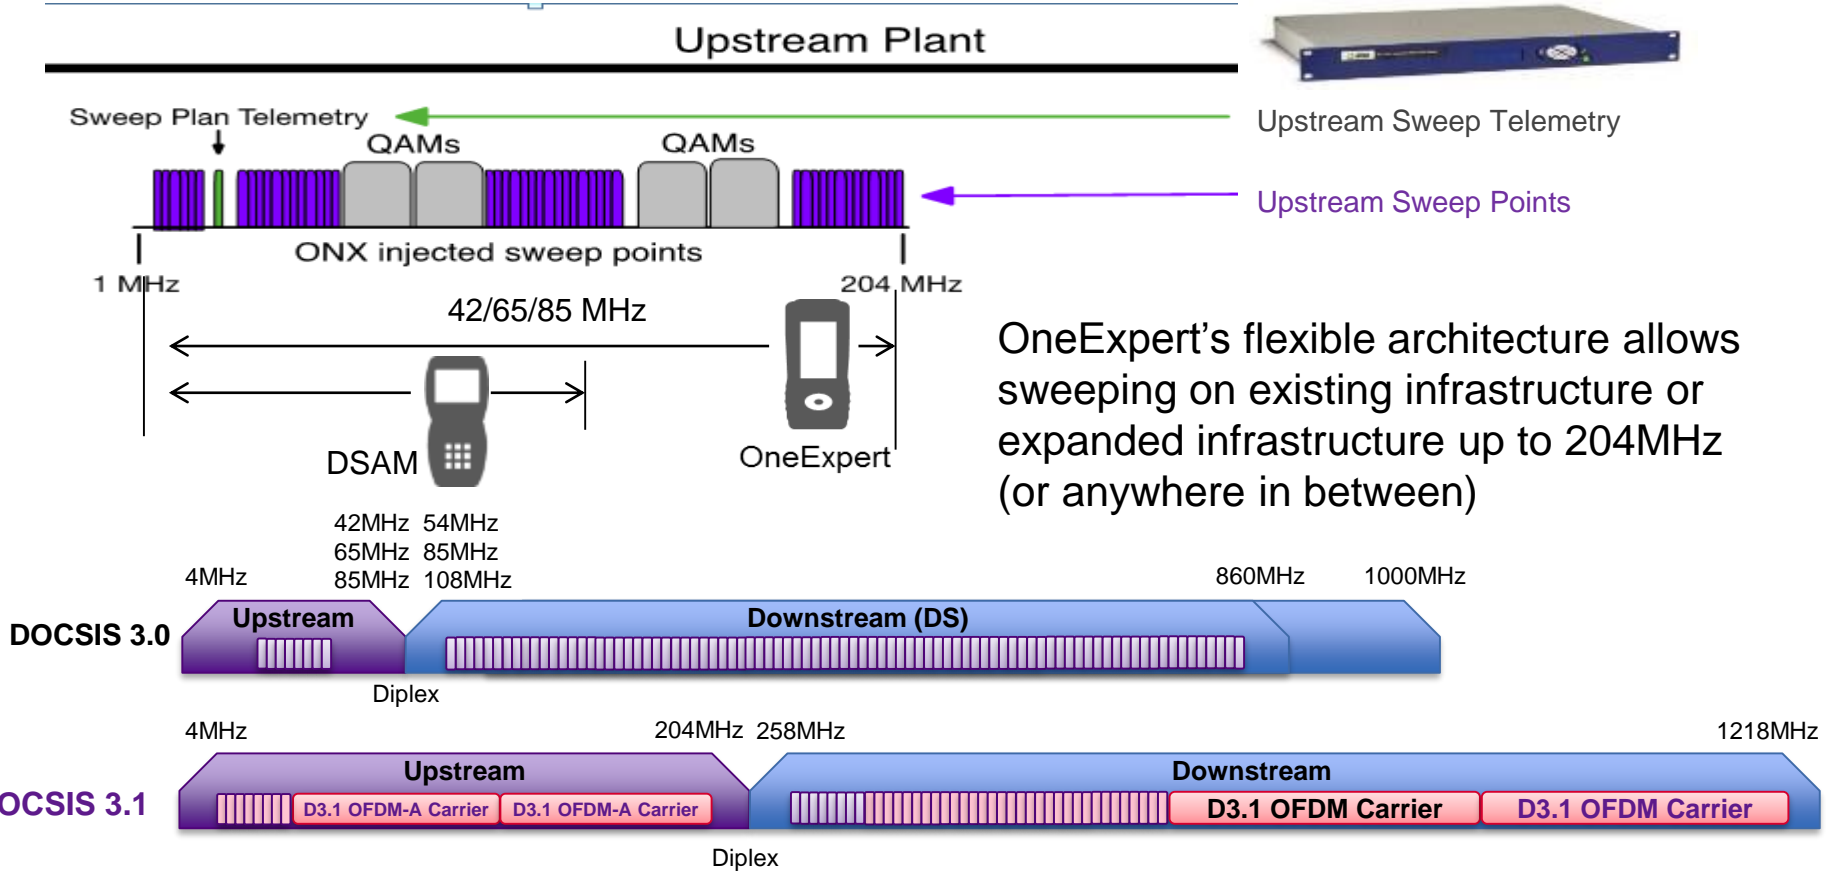 Upstream Plant
Sweep Plan Telemetry
Upstream Sweep Telemetry
QAMs
QAMs
Upstream Sweep Points
ONX injected sweep points
1 MHz
204 MHz
42/65/85 MHz
OneExpert's flexible architecture allows
sweeping on existing infrastructure or
expanded infrastructure up to 204MHz
(or anywhere in between)
DSAM
OneExpert
42MHz 54MHz
65MHz 85MHz
85MHz 108MHz
4MHz
860MHz
1000MHz
DOCSIS 3.0
Upstream
Downstream (DS)
Diplex
4MHz
204MHz
258MHz
1218MHz
OCSIS 3.1
Upstream
Downstream
D3.1 OFDM-A Carrier
D3.1 OFDM-A Carrier
D3.1 OFDM Carrier
D3.1 OFDM Carrier
Diplex